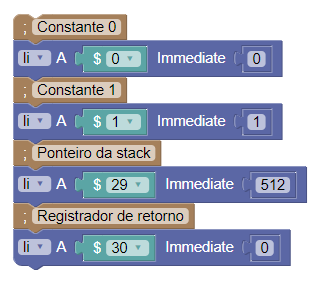 ; Constante 0
li A $ 0 Immediate 0
; Constante 1
li A $ 1 Immediate 1
; Ponteiro da stack
li A $ 29 Immediate 512
; Registrador de retorno
li A $ 30 Immediate 0